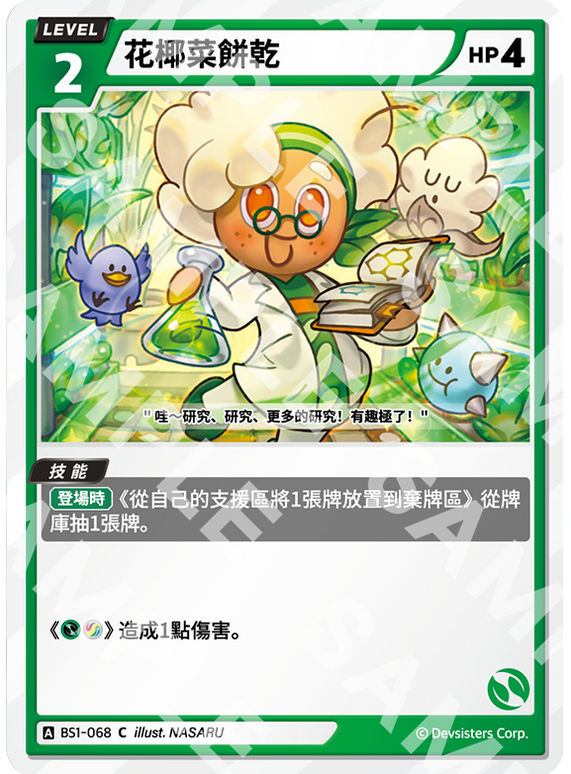 LEVEL
2
花椰菜餅乾
HP4
"哇～研究、研究、更多的研究！有趣極了！"
技能
登場時《從自己的支援區將1張牌放置到棄牌區》從牌
庫抽1張牌。
《》造成1點傷害。
A BS1-068 C illust. NASARU
© Devsisters Corp.
SAMPLE